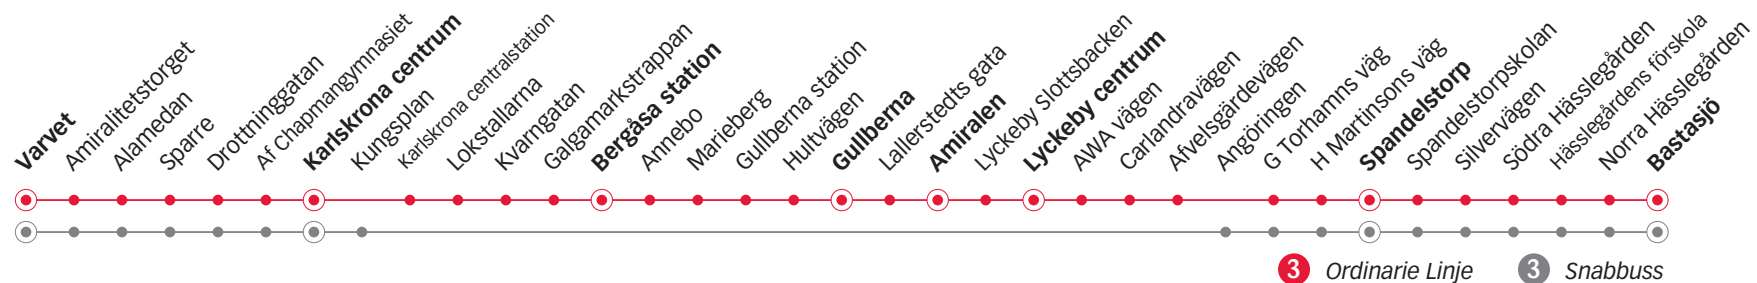 Varvet
Amiralitetstorget
Alamedan
Sparre
Drottninggatan
Af Chapmangymnasiet
Karlskrona centrum
Kungsplan
Karlskrona centralstation
Lokstallarna
Kvarngatan
Galgamarkstrappan
Bergåsa station
Annebo
Marieberg
Gullberna station
Hultvägen
Gullberna
Lallerstedts gata
Amiralen
Lyckeby Slottsbacken
Lyckeby centrum
AWA vägen
Carlandravägen
Afvelsgärdevägen
Angöringen
G Torhamns väg
H Martinsons väg
Spandelstorp
Spandelstorpskolan
Silvervägen
Södra Hässlegården
Hässlegårdens förskola
Norra Hässlegården
Bastasjö
3 Ordinarie Linje
3 Snabbuss